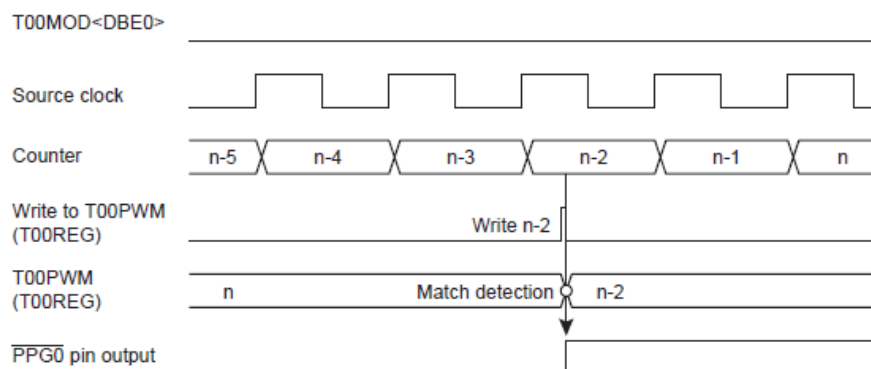 T00MOD<DBE0>
Source clock
Counter n-5 n-4 n-3 n-2 n-1 n
Write to T00PWM
(T00REG)
Write n-2
T00PWM
(T00REG)
n Match detection n-2
PPG0 pin output